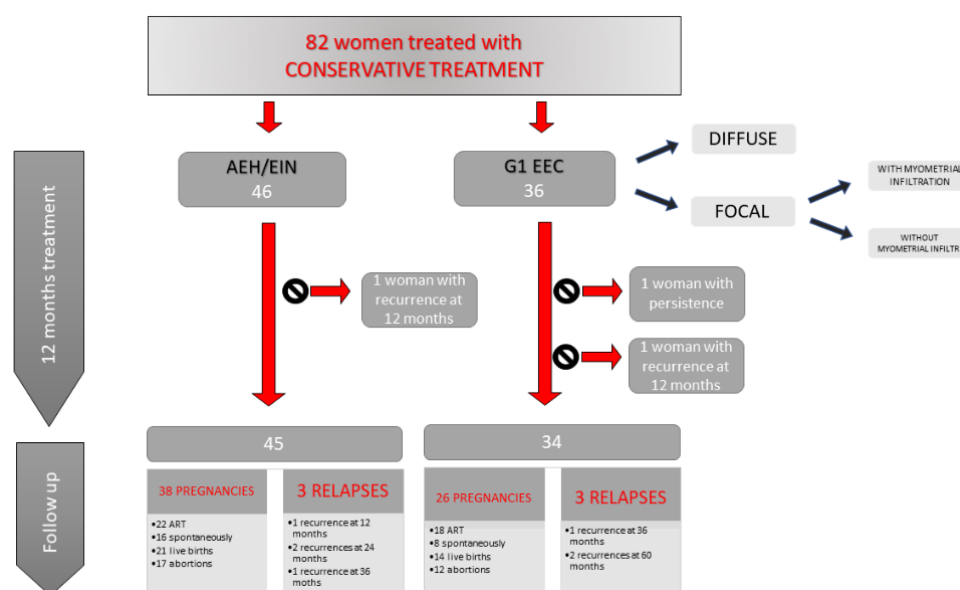 82 women treated with
CONSERVATIVE TREATMENT
12 months treatment
AEH/EIN
46
G1 EEC
36
DIFFUSE
FOCAL
WITH MYOMETRIAL
INFILTRATION
WITHOUT
MYOMETRIAL INFILTR
1 woman with
recurrence at
12 months
1 woman with
persistence
1 woman with
recurrence at
12 months
Follow up
45
34
38 PREGNANCIES
•22 ART
•16 spontaneously
•21 live births
•17 abortions
3 RELAPSES
•1 recurrence at 12
months
•2 recurrences at 24
months
•1 recurrence at 36
moths
26 PREGNANCIES
•18 ART
•8 spontaneously
•14 live births
•12 abortions
3 RELAPSES
•1 recurrence at 36
months
•2 recurrences at 60
months